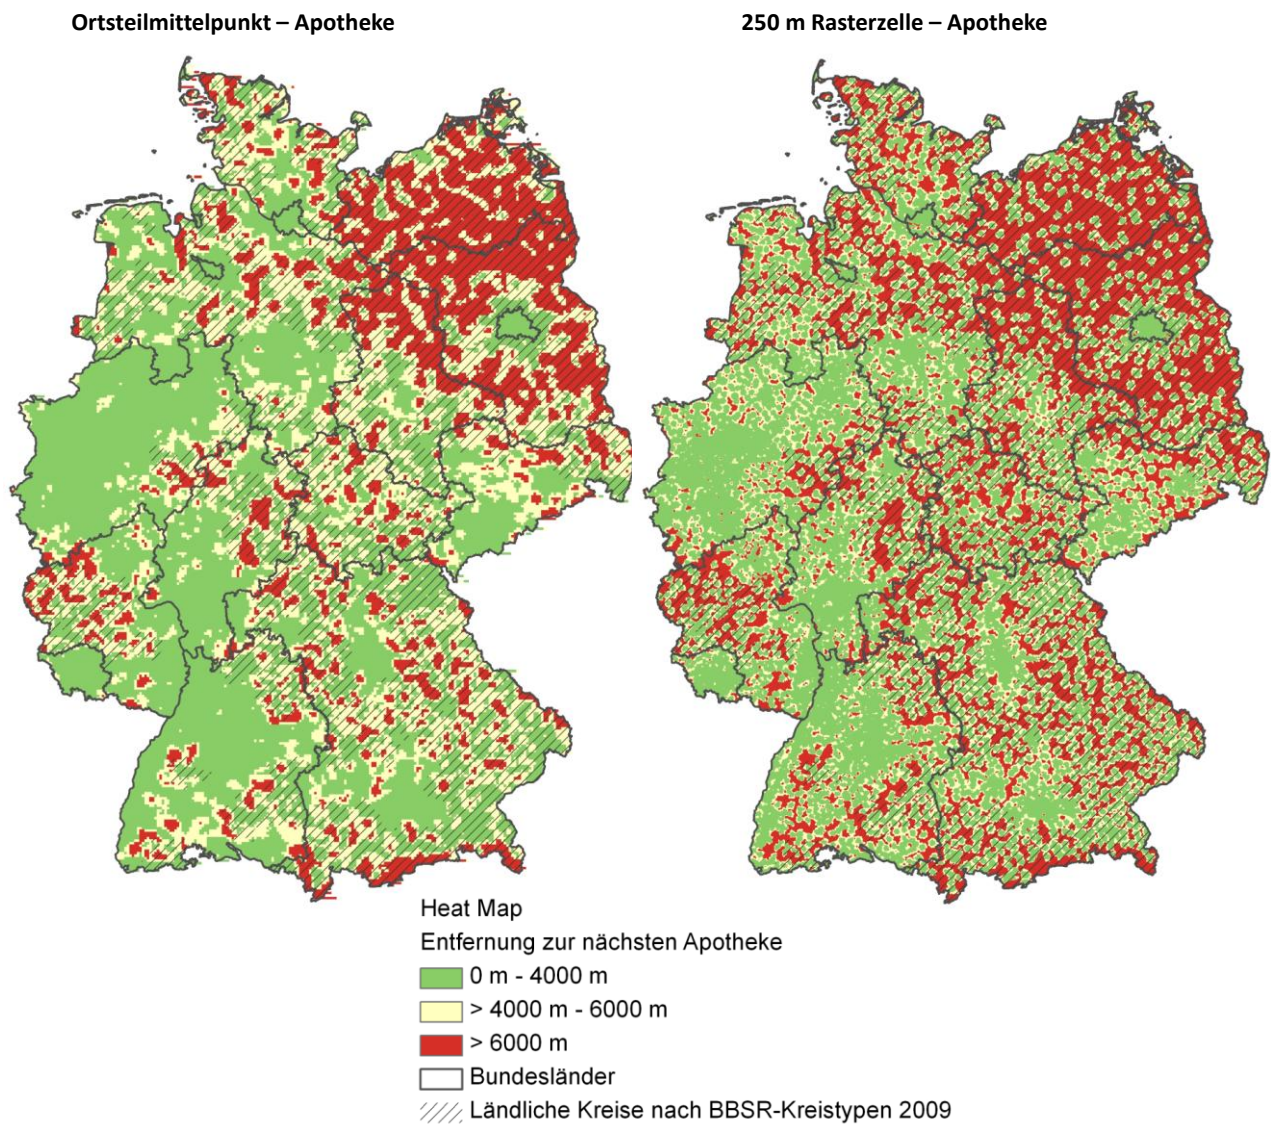 Ortsteilmittelpunkt – Apotheke
250 m Rasterzelle – Apotheke
Heat Map
Entfernung zur nächsten Apotheke
0 m - 4000 m
> 4000 m - 6000 m
> 6000 m
Bundesländer
Ländliche Kreise nach BBSR-Kreistypen 2009